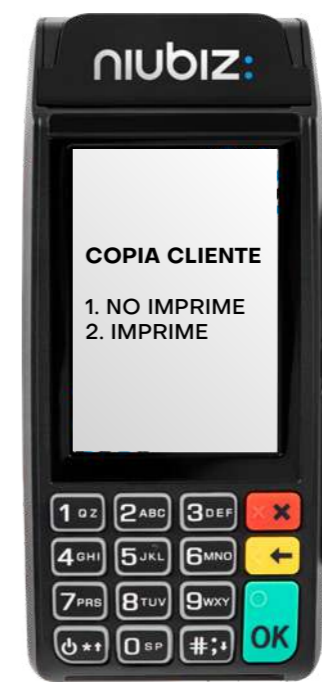 niubiz:
COPIA CLIENTE
1. NO IMPRIME
2. IMPRIME
1 QZ 2 ABC 3 DEF
4 GHI 5 JKL 6 MNO
7 PRS 8 TUV 9 WXY
* 0 SP #;
OK